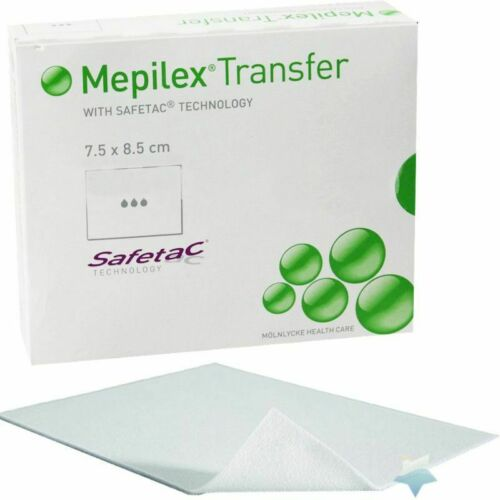 Mepilex® Transfer
WITH SAFETAC® TECHNOLOGY
7.5 x 8.5 cm
Safetac®
TECHNOLOGY
MÖLNLYCKE HEALTH CARE